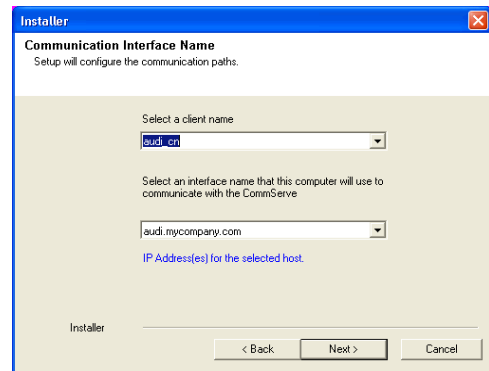 Installer
Communication Interface Name
Setup will configure the communication paths.
Select a client name
audi_cn
Select an interface name that this computer will use to
communicate with the CommServe
audi.mycompany.com
IP Address(es) for the selected host.
Installer
< Back Next > Cancel